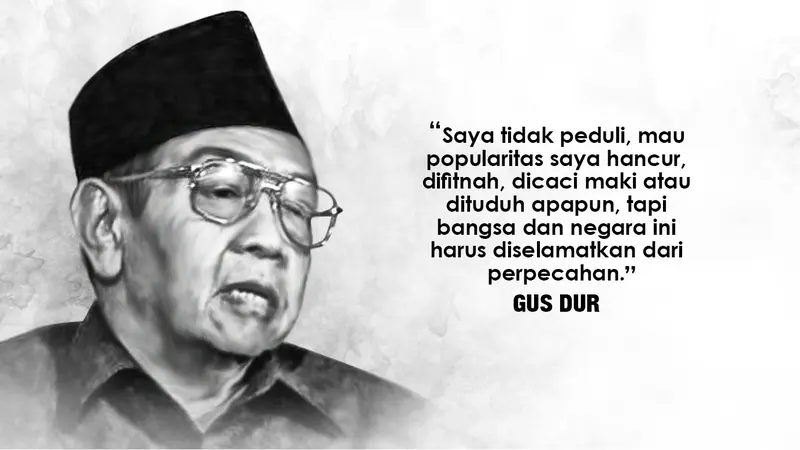 “Saya tidak peduli, mau
popularitas saya hancur,
difitnah, dicaci maki atau
dituduh apapun, tapi
bangsa dan negara ini
harus diselamatkan dari
perpecahan.”
GUS DUR